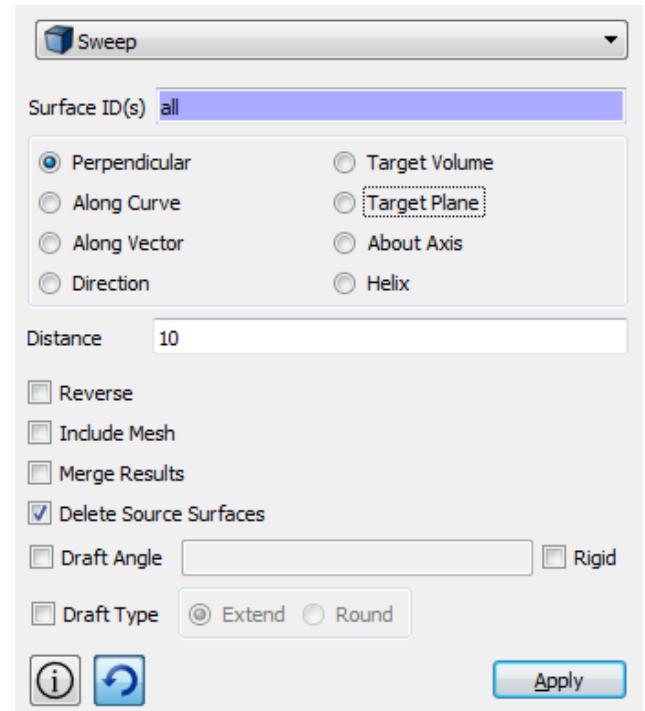 Sweep
Surface ID(s) all
Perpendicular Target Volume
Along Curve Target Plane
Along Vector About Axis
Direction Helix
Distance 10
Reverse
Include Mesh
Merge Results
Delete Source Surfaces
Draft Angle Rigid
Draft Type Extend Round
Apply